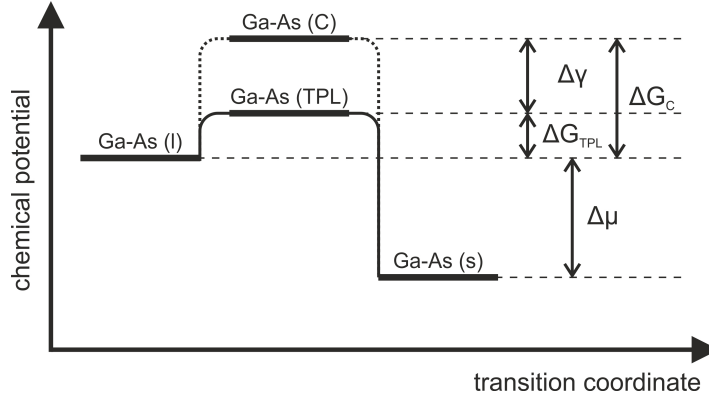 Ga-As (C)
Δγ
Ga-As (TPL)
ΔG_C
Ga-As (l)
ΔG_TPL
Δμ
Ga-As (s)
chemical potential
transition coordinate